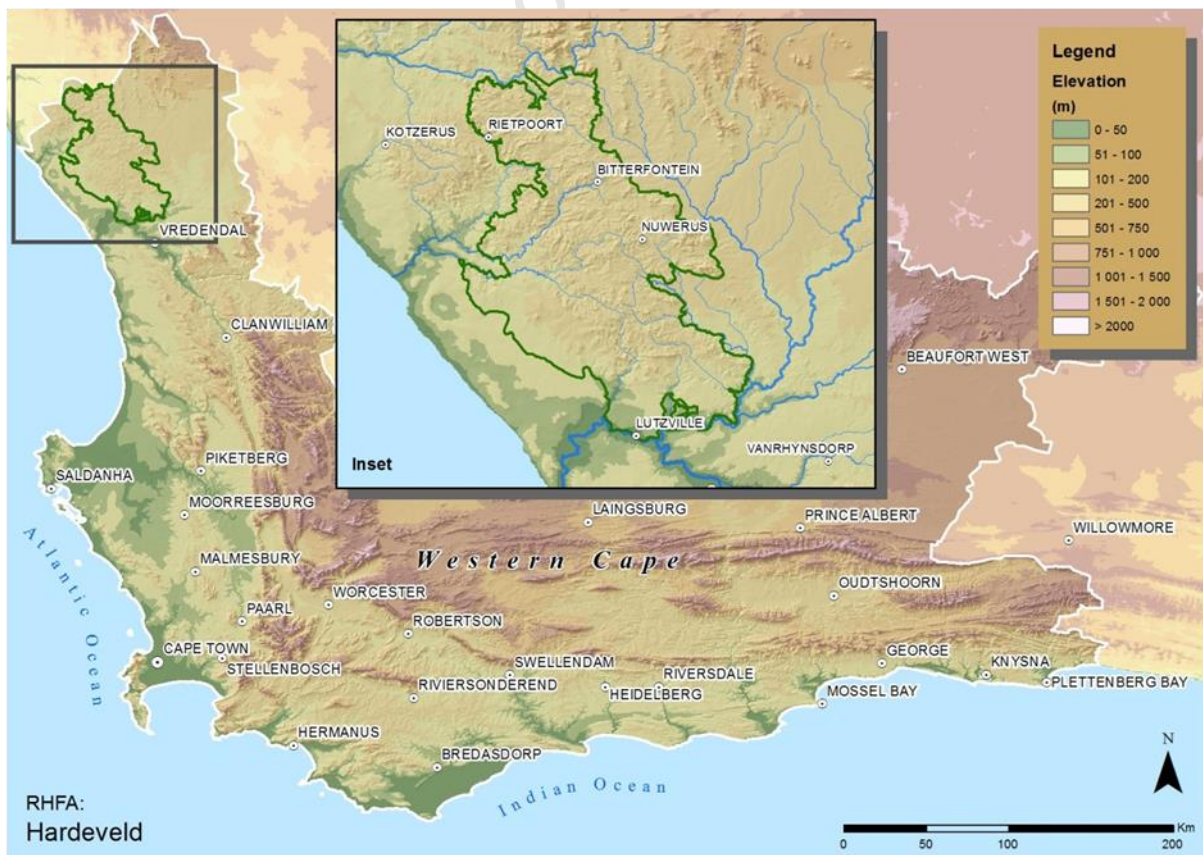 Legend
Elevation
(m)
0 - 50
51 - 100
101 - 200
201 - 500
501 - 750
751 - 1 000
1 001 - 1 500
1 501 - 2 000
> 2000
KOTZERUS
RIETPOORT
BITTERFONTEIN
NUWERUS
LUTZVILLE
VANRHYNSDORP
Inset
VREDENDAL
CLANWILLIAM
BEAUFORT WEST
PIKETBERG
SALDANHA
MOORREESBURG
LAINGSBURG
PRINCE ALBERT
WILLOWMORE
Western Cape
MALMESBURY
OUDTSHOORN
WORCESTER
PAARL
ROBERTSON
CAPE TOWN
STELLENBOSCH
SWELLENDAM
RIVERSDALE
GEORGE
KNYSNA
RIVIERSONDEREND
HEIDELBERG
MOSSEL BAY
PLETTENBERG BAY
HERMANUS
BREDASDORP
Atlantic Ocean
Indian Ocean
N
RHFA:
Hardeveld
Km
0 50 100 200